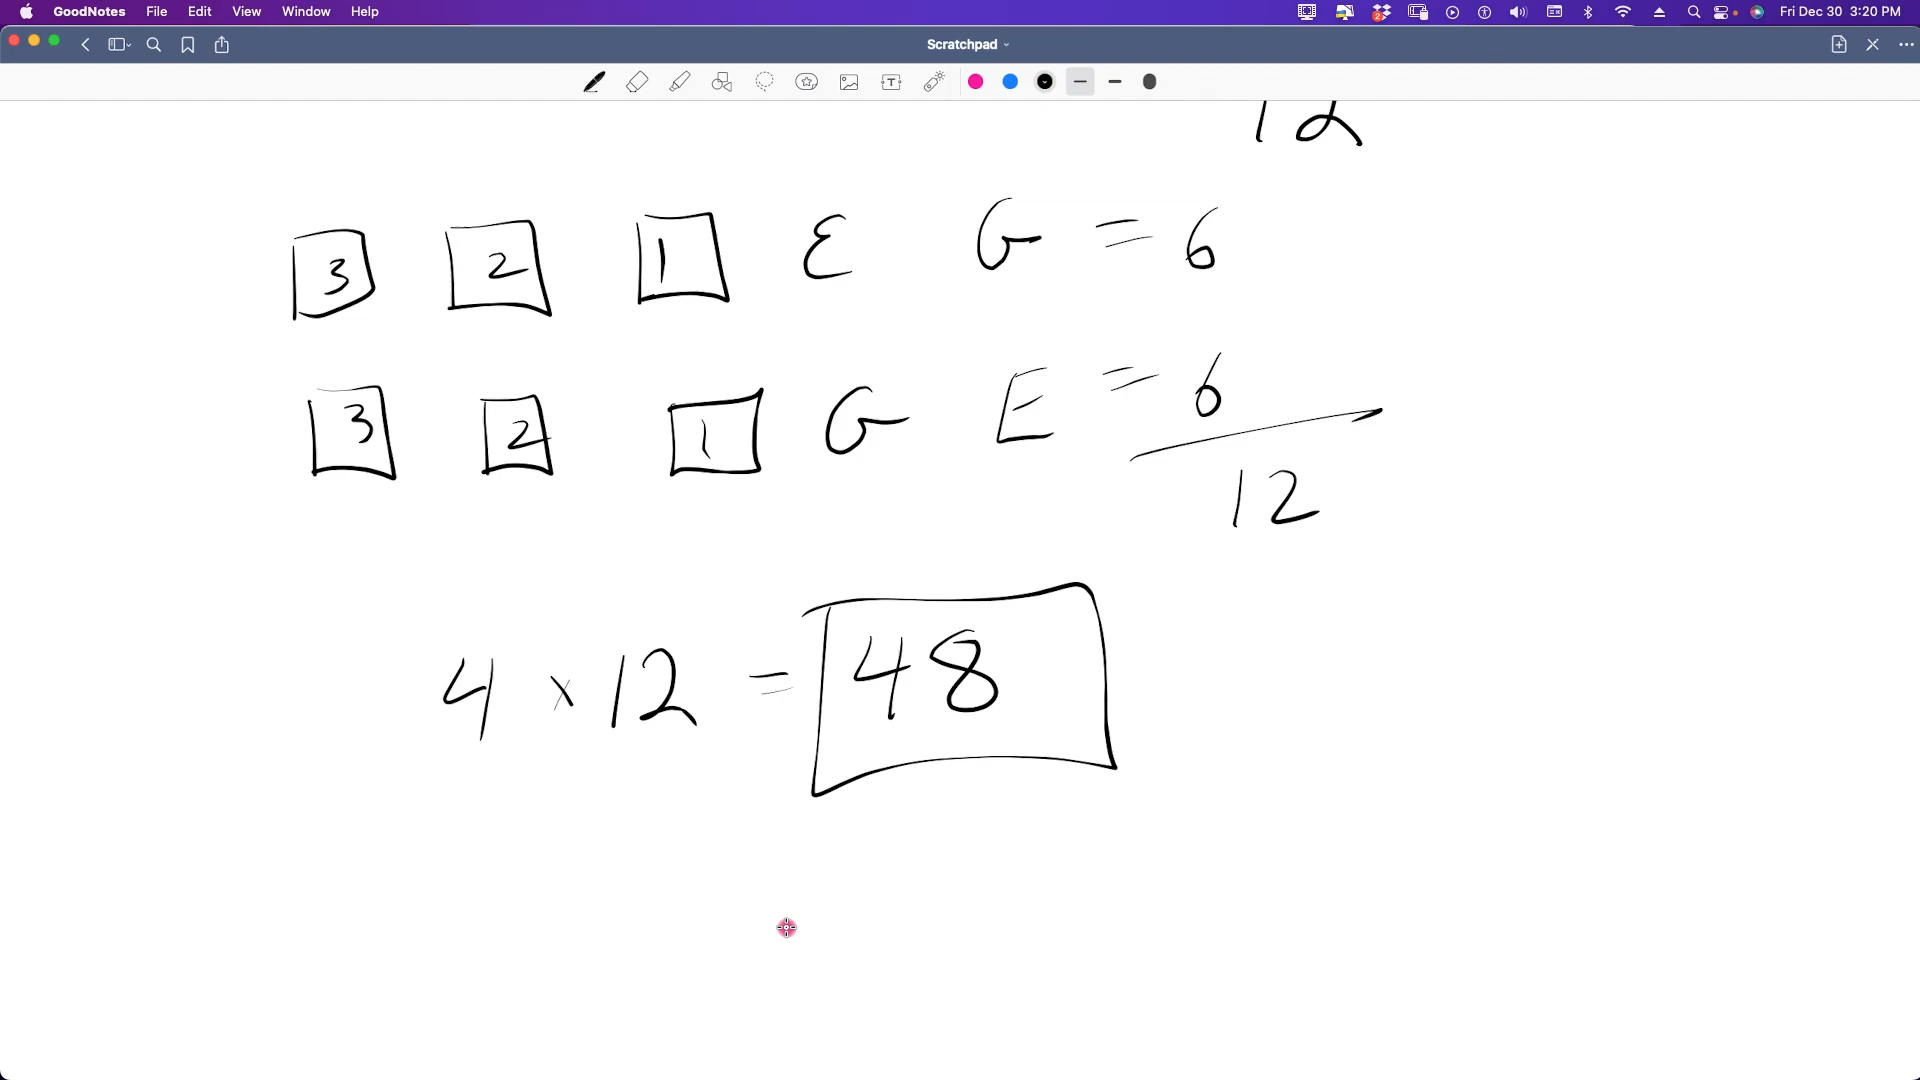 GoodNotes File Edit View Window Help Fri Dec 30 3:20 PM
Scratchpad
12
3 2 1 E G = 6
3 2 1 G E = 6
12
4 × 12 = 48